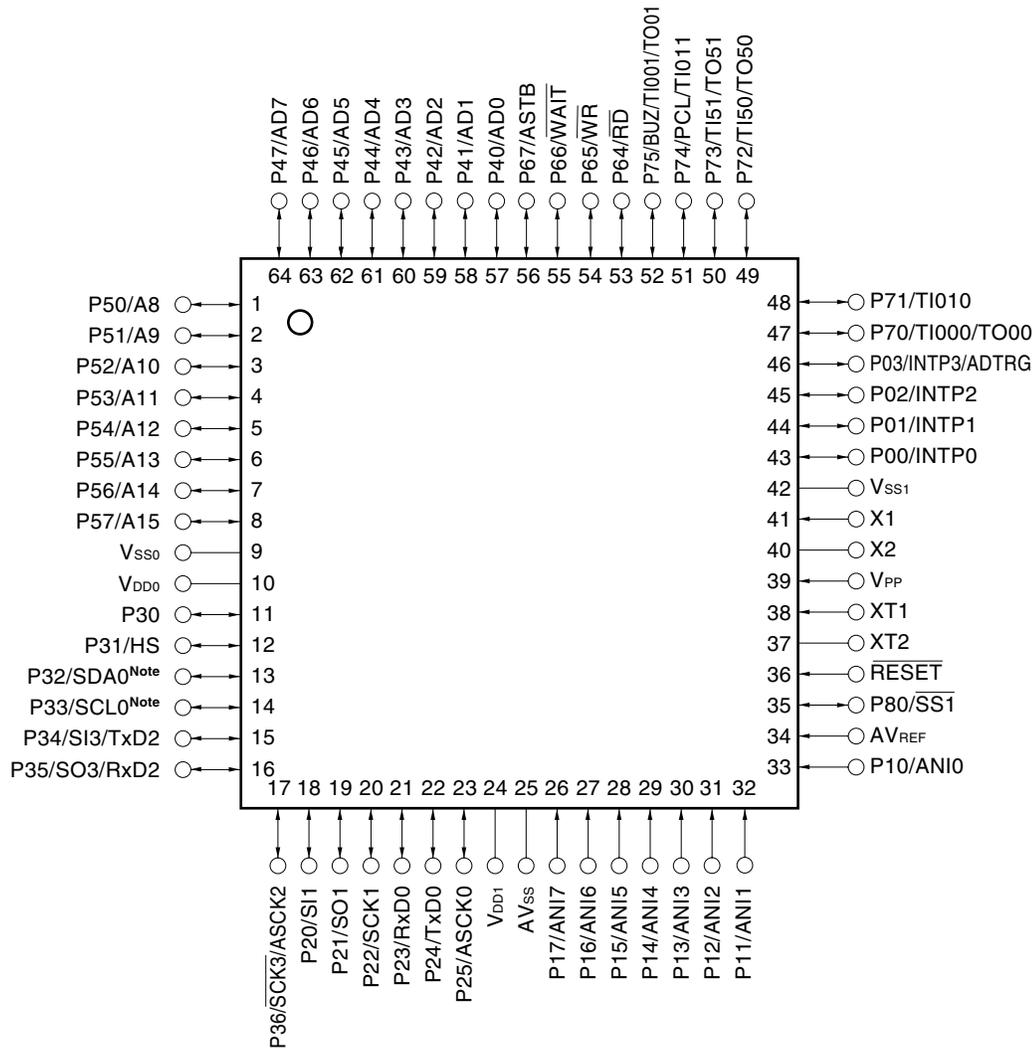 P47/AD7
P46/AD6
P45/AD5
P44/AD4
P43/AD3
P42/AD2
P41/AD1
P40/AD0
P67/ASTB
P66/W̅A̅I̅T̅
P65/W̅R̅
P64/R̅D̅
P75/BUZ/TI001/TO01
P74/PCL/TI011
P73/TI51/TO51
P72/TI50/TO50
64 63 62 61 60 59 58 57 56 55 54 53 52 51 50 49
P50/A8 1
P51/A9 2
P52/A10 3
P53/A11 4
P54/A12 5
P55/A13 6
P56/A14 7
P57/A15 8
VSS0 9
VDD0 10
P30 11
P31/HS 12
P32/SDA0Note 13
P33/SCL0Note 14
P34/SI3/TxD2 15
P35/SO3/RxD2 16
48 P71/TI010
47 P70/TI000/TO00
46 P03/INTP3/ADTRG
45 P02/INTP2
44 P01/INTP1
43 P00/INTP0
42 VSS1
41 X1
40 X2
39 VPP
38 XT1
37 XT2
36 R̅E̅S̅E̅T̅
35 P80/S̅S̅1̅
34 AVREF
33 P10/ANI0
17 18 19 20 21 22 23 24 25 26 27 28 29 30 31 32
P36/S̅C̅K̅3̅/ASCK2
P20/SI1
P21/SO1
P22/SCK1
P23/RxD0
P24/TxD0
P25/ASCK0
VDD1
AVSS
P17/ANI7
P16/ANI6
P15/ANI5
P14/ANI4
P13/ANI3
P12/ANI2
P11/ANI1